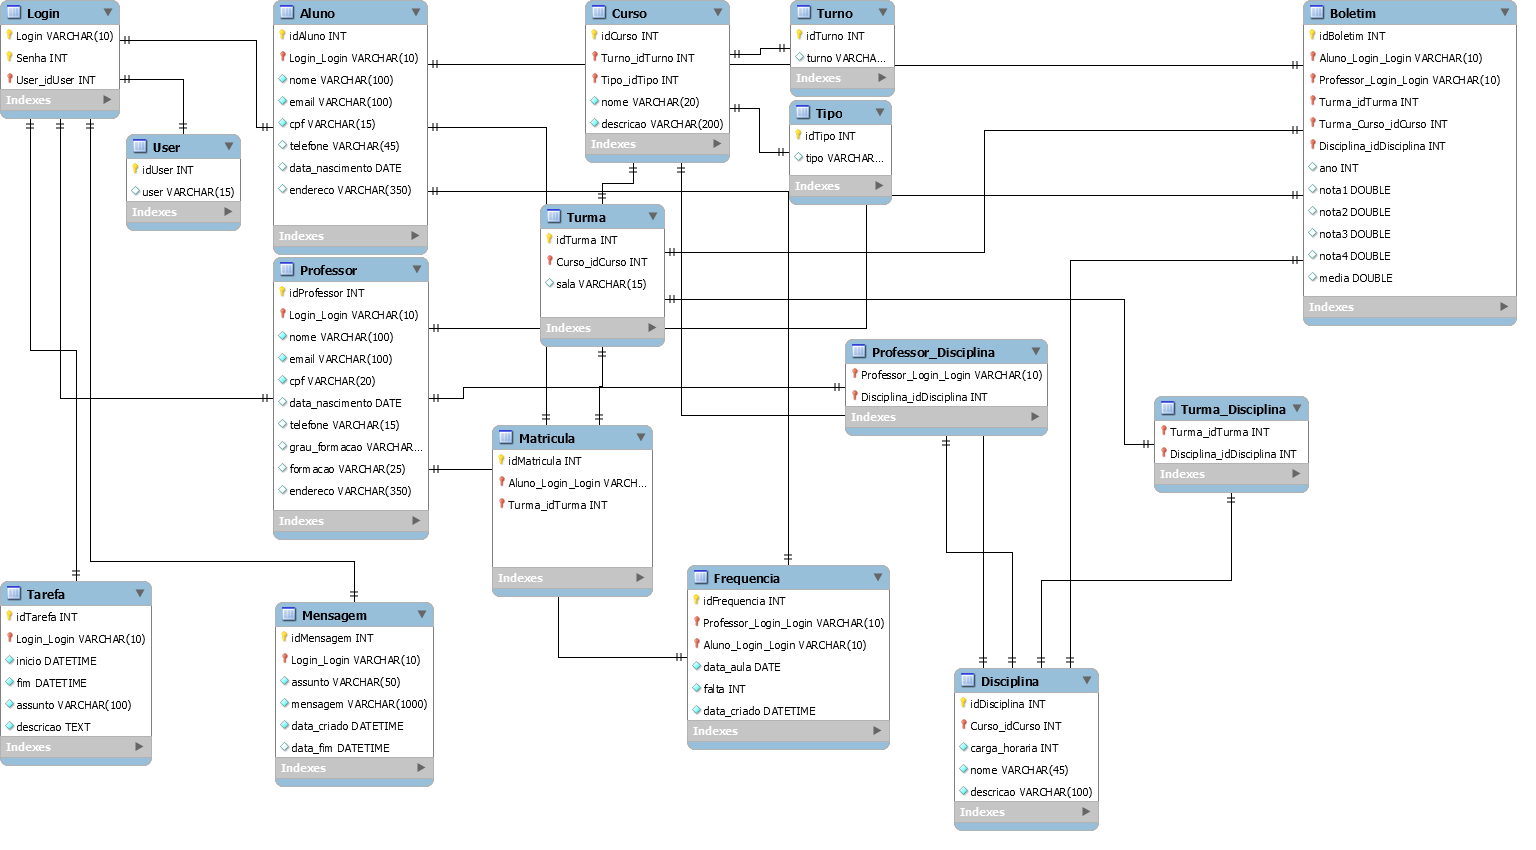 Login
Login VARCHAR(10)
Senha INT
User_idUser INT
Indexes
User
idUser INT
user VARCHAR(15)
Indexes
Aluno
idAluno INT
Login_Login VARCHAR(10)
nome VARCHAR(100)
email VARCHAR(100)
cpf VARCHAR(15)
telefone VARCHAR(45)
data_nascimento DATE
endereco VARCHAR(350)
Indexes
Professor
idProfessor INT
Login_Login VARCHAR(10)
nome VARCHAR(100)
email VARCHAR(100)
cpf VARCHAR(20)
data_nascimento DATE
telefone VARCHAR(15)
grau_formacao VARCHAR...
formacao VARCHAR(25)
endereco VARCHAR(350)
Indexes
Curso
idCurso INT
Turno_idTurno INT
Tipo_idTipo INT
nome VARCHAR(20)
descricao VARCHAR(200)
Indexes
Turno
idTurno INT
turno VARCHA...
Indexes
Tipo
idTipo INT
tipo VARCHAR...
Indexes
Boletim
idBoletim INT
Aluno_Login_Login VARCHAR(10)
Professor_Login_Login VARCHAR(10)
Turma_idTurma INT
Turma_Curso_idCurso INT
Disciplina_idDisciplina INT
ano INT
nota1 DOUBLE
nota2 DOUBLE
nota3 DOUBLE
nota4 DOUBLE
media DOUBLE
Indexes
Turma
idTurma INT
Curso_idCurso INT
sala VARCHAR(15)
Indexes
Professor_Disciplina
Professor_Login_Login VARCHAR(10)
Disciplina_idDisciplina INT
Indexes
Turma_Disciplina
Turma_idTurma INT
Disciplina_idDisciplina INT
Indexes
Matricula
idMatricula INT
Aluno_Login_Login VARCH...
Turma_idTurma INT
Indexes
Tarefa
idTarefa INT
Login_Login VARCHAR(10)
inicio DATETIME
fim DATETIME
assunto VARCHAR(100)
descricao TEXT
Indexes
Mensagem
idMensagem INT
Login_Login VARCHAR(10)
assunto VARCHAR(50)
mensagem VARCHAR(1000)
data_criado DATETIME
data_fim DATETIME
Indexes
Frequencia
idFrequencia INT
Professor_Login_Login VARCHAR(10)
Aluno_Login_Login VARCHAR(10)
data_aula DATE
falta INT
data_criado DATETIME
Indexes
Disciplina
idDisciplina INT
Curso_idCurso INT
carga_horaria INT
nome VARCHAR(45)
descricao VARCHAR(100)
Indexes